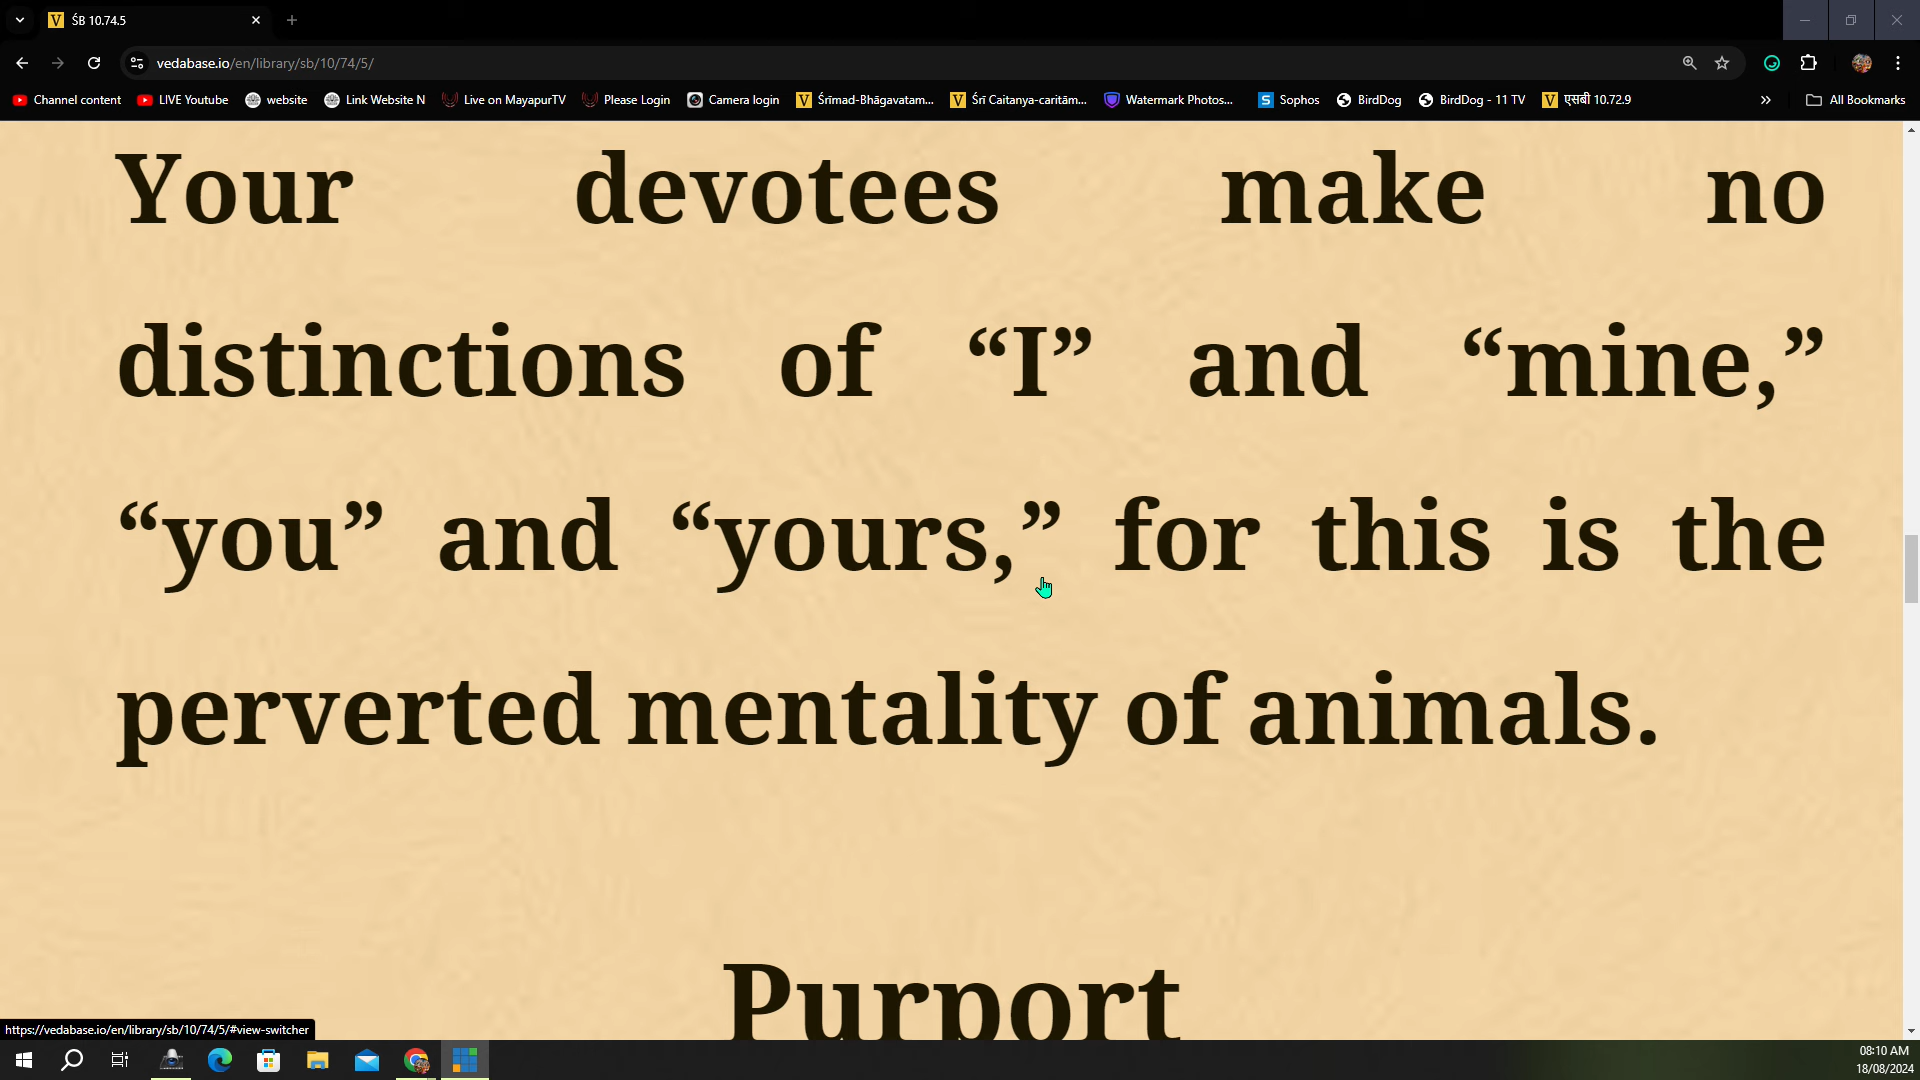 ŚB 10.74.5
vedabase.io/en/library/sb/10/74/5/
Channel content LIVE Youtube website Link Website N Live on MayapurTV Please Login Camera login Śrīmad-Bhāgavatam... Śrī Caitanya-caritām... Watermark Photos... Sophos BirdDog BirdDog - 11 TV एसबी 10.72.9 » All Bookmarks
Your devotees make no
distinctions of “I” and “mine,”
“you” and “yours,” for this is the
perverted mentality of animals.
Purport
https://vedabase.io/en/library/sb/10/74/5/#view-switcher
08:10 AM
18/08/2024